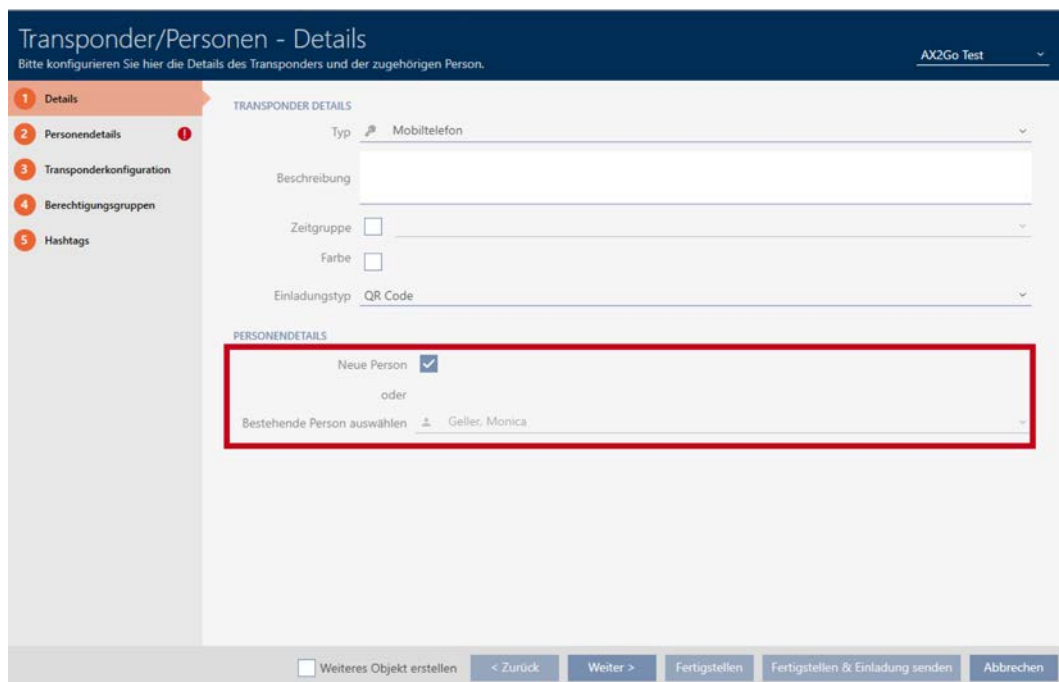 Transponder/Personen - Details
Bitte konfigurieren Sie hier die Details des Transponders und der zugehörigen Person.
AX2Go Test
1 Details
2 Personendetails !
3 Transponderkonfiguration
4 Berechtigungsgruppen
5 Hashtags
TRANSPONDER DETAILS
Typ Mobiltelefon
Beschreibung
Zeitgruppe
Farbe
Einladungstyp QR Code
PERSONENDETAILS
Neue Person
oder
Bestehende Person auswählen Geller, Monica
Weiteres Objekt erstellen < Zurück Weiter > Fertigstellen Fertigstellen & Einladung senden Abbrechen